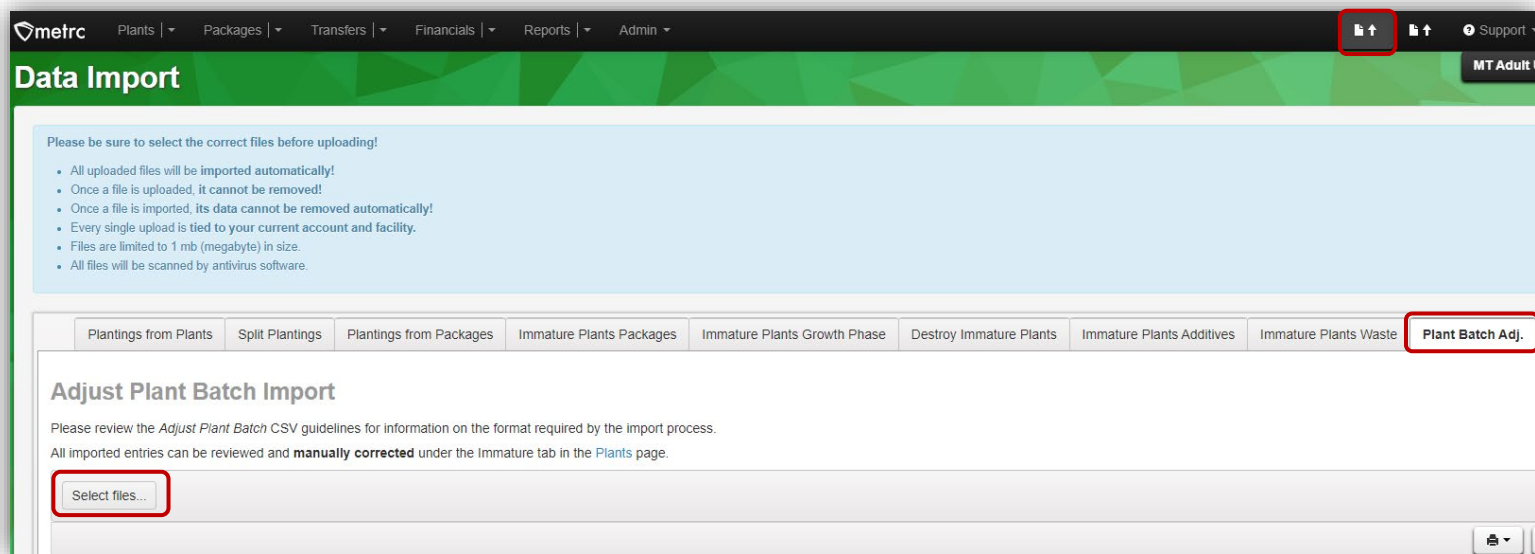 metrc Plants Packages Transfers Financials Reports Admin Support
Data Import
MT Adult
Please be sure to select the correct files before uploading!
All uploaded files will be imported automatically!
Once a file is uploaded, it cannot be removed!
Once a file is imported, its data cannot be removed automatically!
Every single upload is tied to your current account and facility.
Files are limited to 1 mb (megabyte) in size.
All files will be scanned by antivirus software.
Plantings from Plants Split Plantings Plantings from Packages Immature Plants Packages Immature Plants Growth Phase Destroy Immature Plants Immature Plants Additives Immature Plants Waste Plant Batch Adj.
Adjust Plant Batch Import
Please review the Adjust Plant Batch CSV guidelines for information on the format required by the import process.
All imported entries can be reviewed and manually corrected under the Immature tab in the Plants page.
Select files...